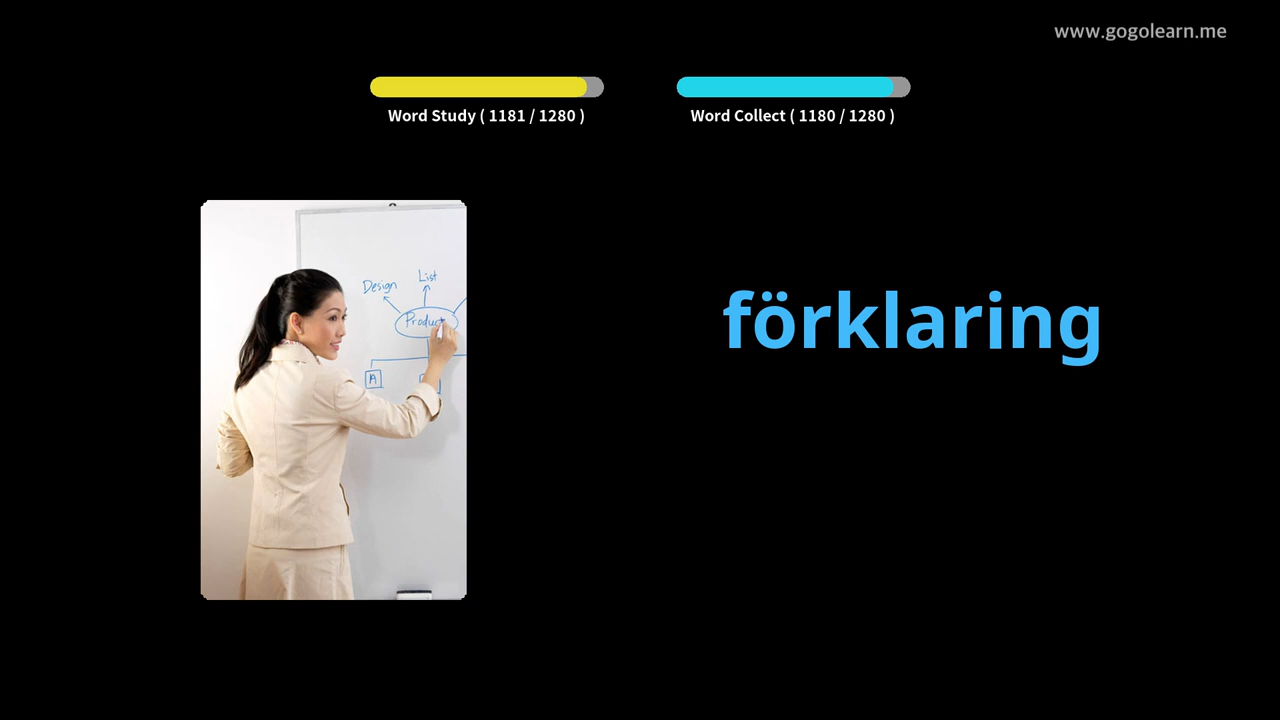 www.gogolearn.me
Word Study ( 1181 / 1280 )
Word Collect ( 1180 / 1280 )
förklaring
List
Design
Product
A